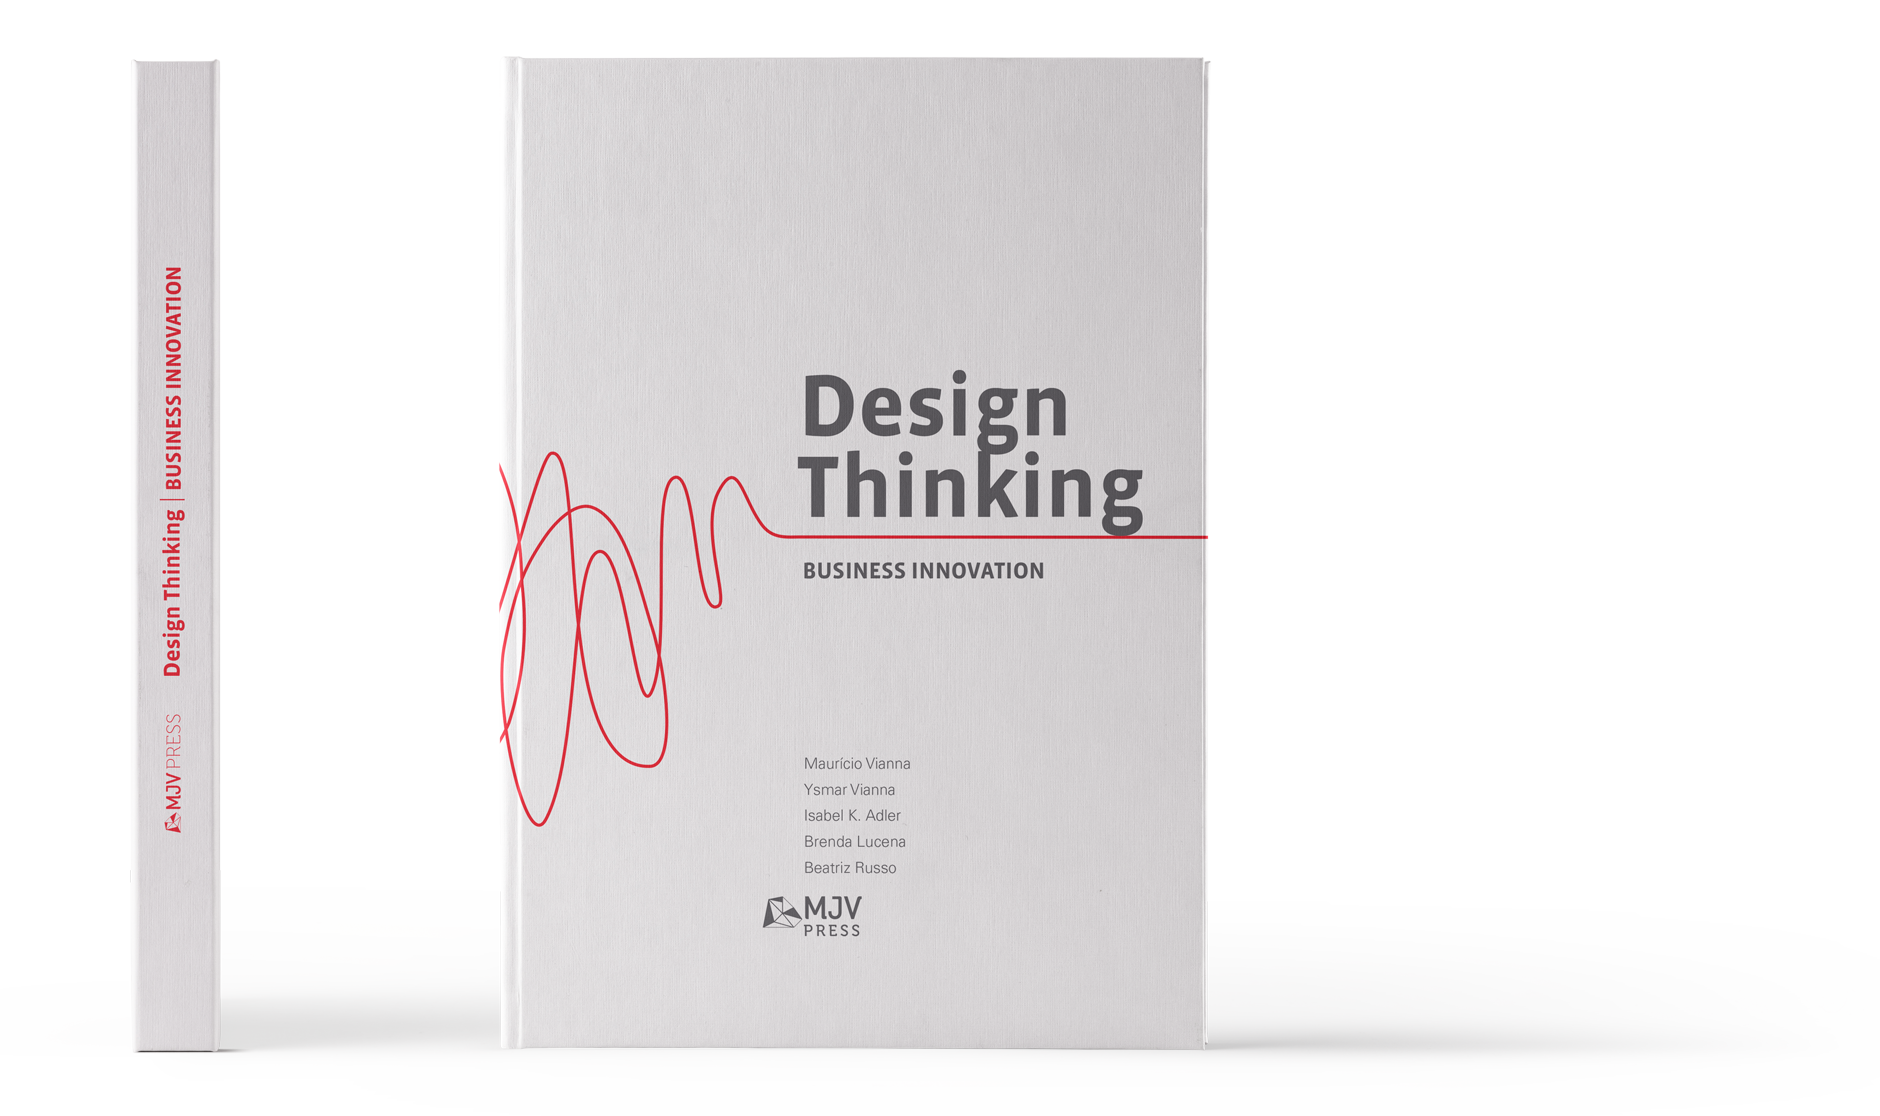 MJV PRESS Design Thinking | BUSINESS INNOVATION
Design
Thinking
BUSINESS INNOVATION
Maurício Vianna
Ysmar Vianna
Isabel K. Adler
Brenda Lucena
Beatriz Russo
MJV
PRESS